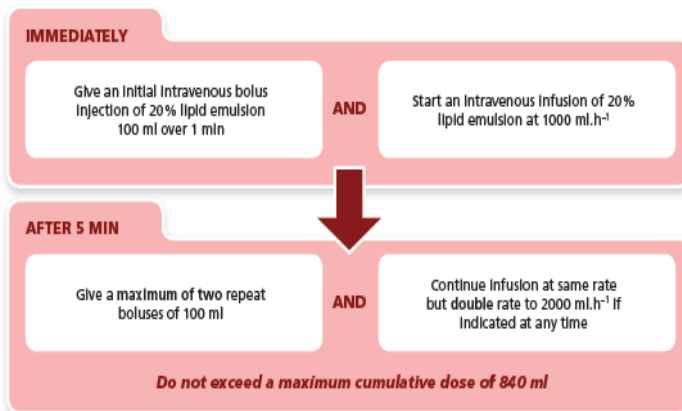 IMMEDIATELY
Give an initial intravenous bolus
injection of 20% lipid emulsion
100 ml over 1 min
AND
Start an intravenous infusion of 20%
lipid emulsion at 1000 ml.h⁻¹
AFTER 5 MIN
Give a maximum of two repeat
boluses of 100 ml
AND
Continue infusion at same rate
but double rate to 2000 ml.h⁻¹ if
indicated at any time
Do not exceed a maximum cumulative dose of 840 ml